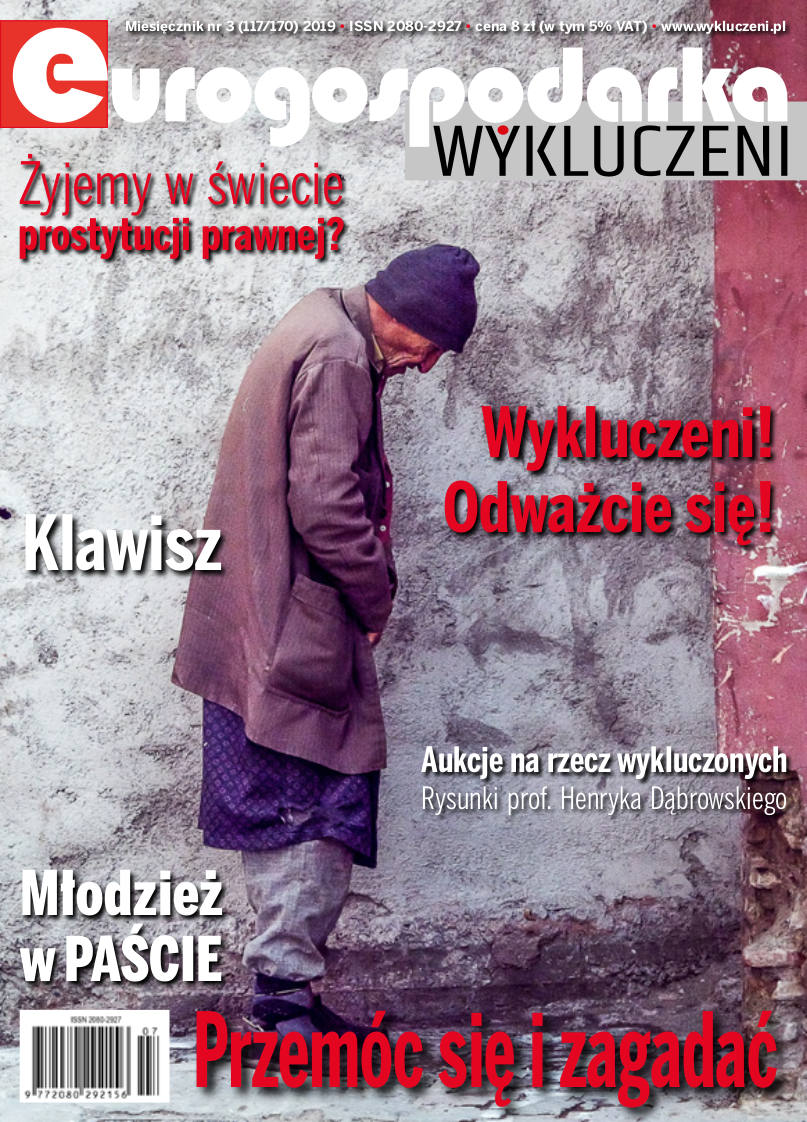 Miesięcznik nr 3 (117/170) 2019 • ISSN 2080-2927 • cena 8 zł (w tym 5% VAT) • www.wykluczeni.pl
eurogospodarka
WYKLUCZENI
Żyjemy w świecie
prostytucji prawnej?
Wykluczeni!
Odważcie się!
Klawisz
Aukcje na rzecz wykluczonych
Rysunki prof. Henryka Dąbrowskiego
Młodzież
w PAŚCIE
Przemóc się i zagadać
ISSN 2080-2927
07
9 772080 292156